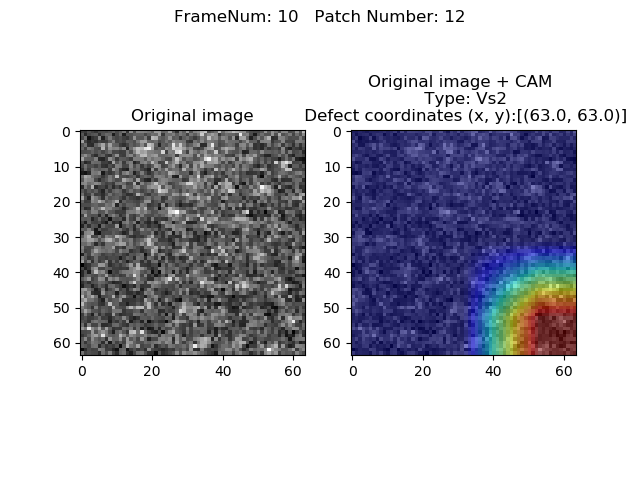 FrameNum: 10   Patch Number: 12
Original image
0
10
20
30
40
50
60
0 20 40 60
Original image + CAM
Type: Vs2
Defect coordinates (x, y):[(63.0, 63.0)]
0
10
20
30
40
50
60
0 20 40 60